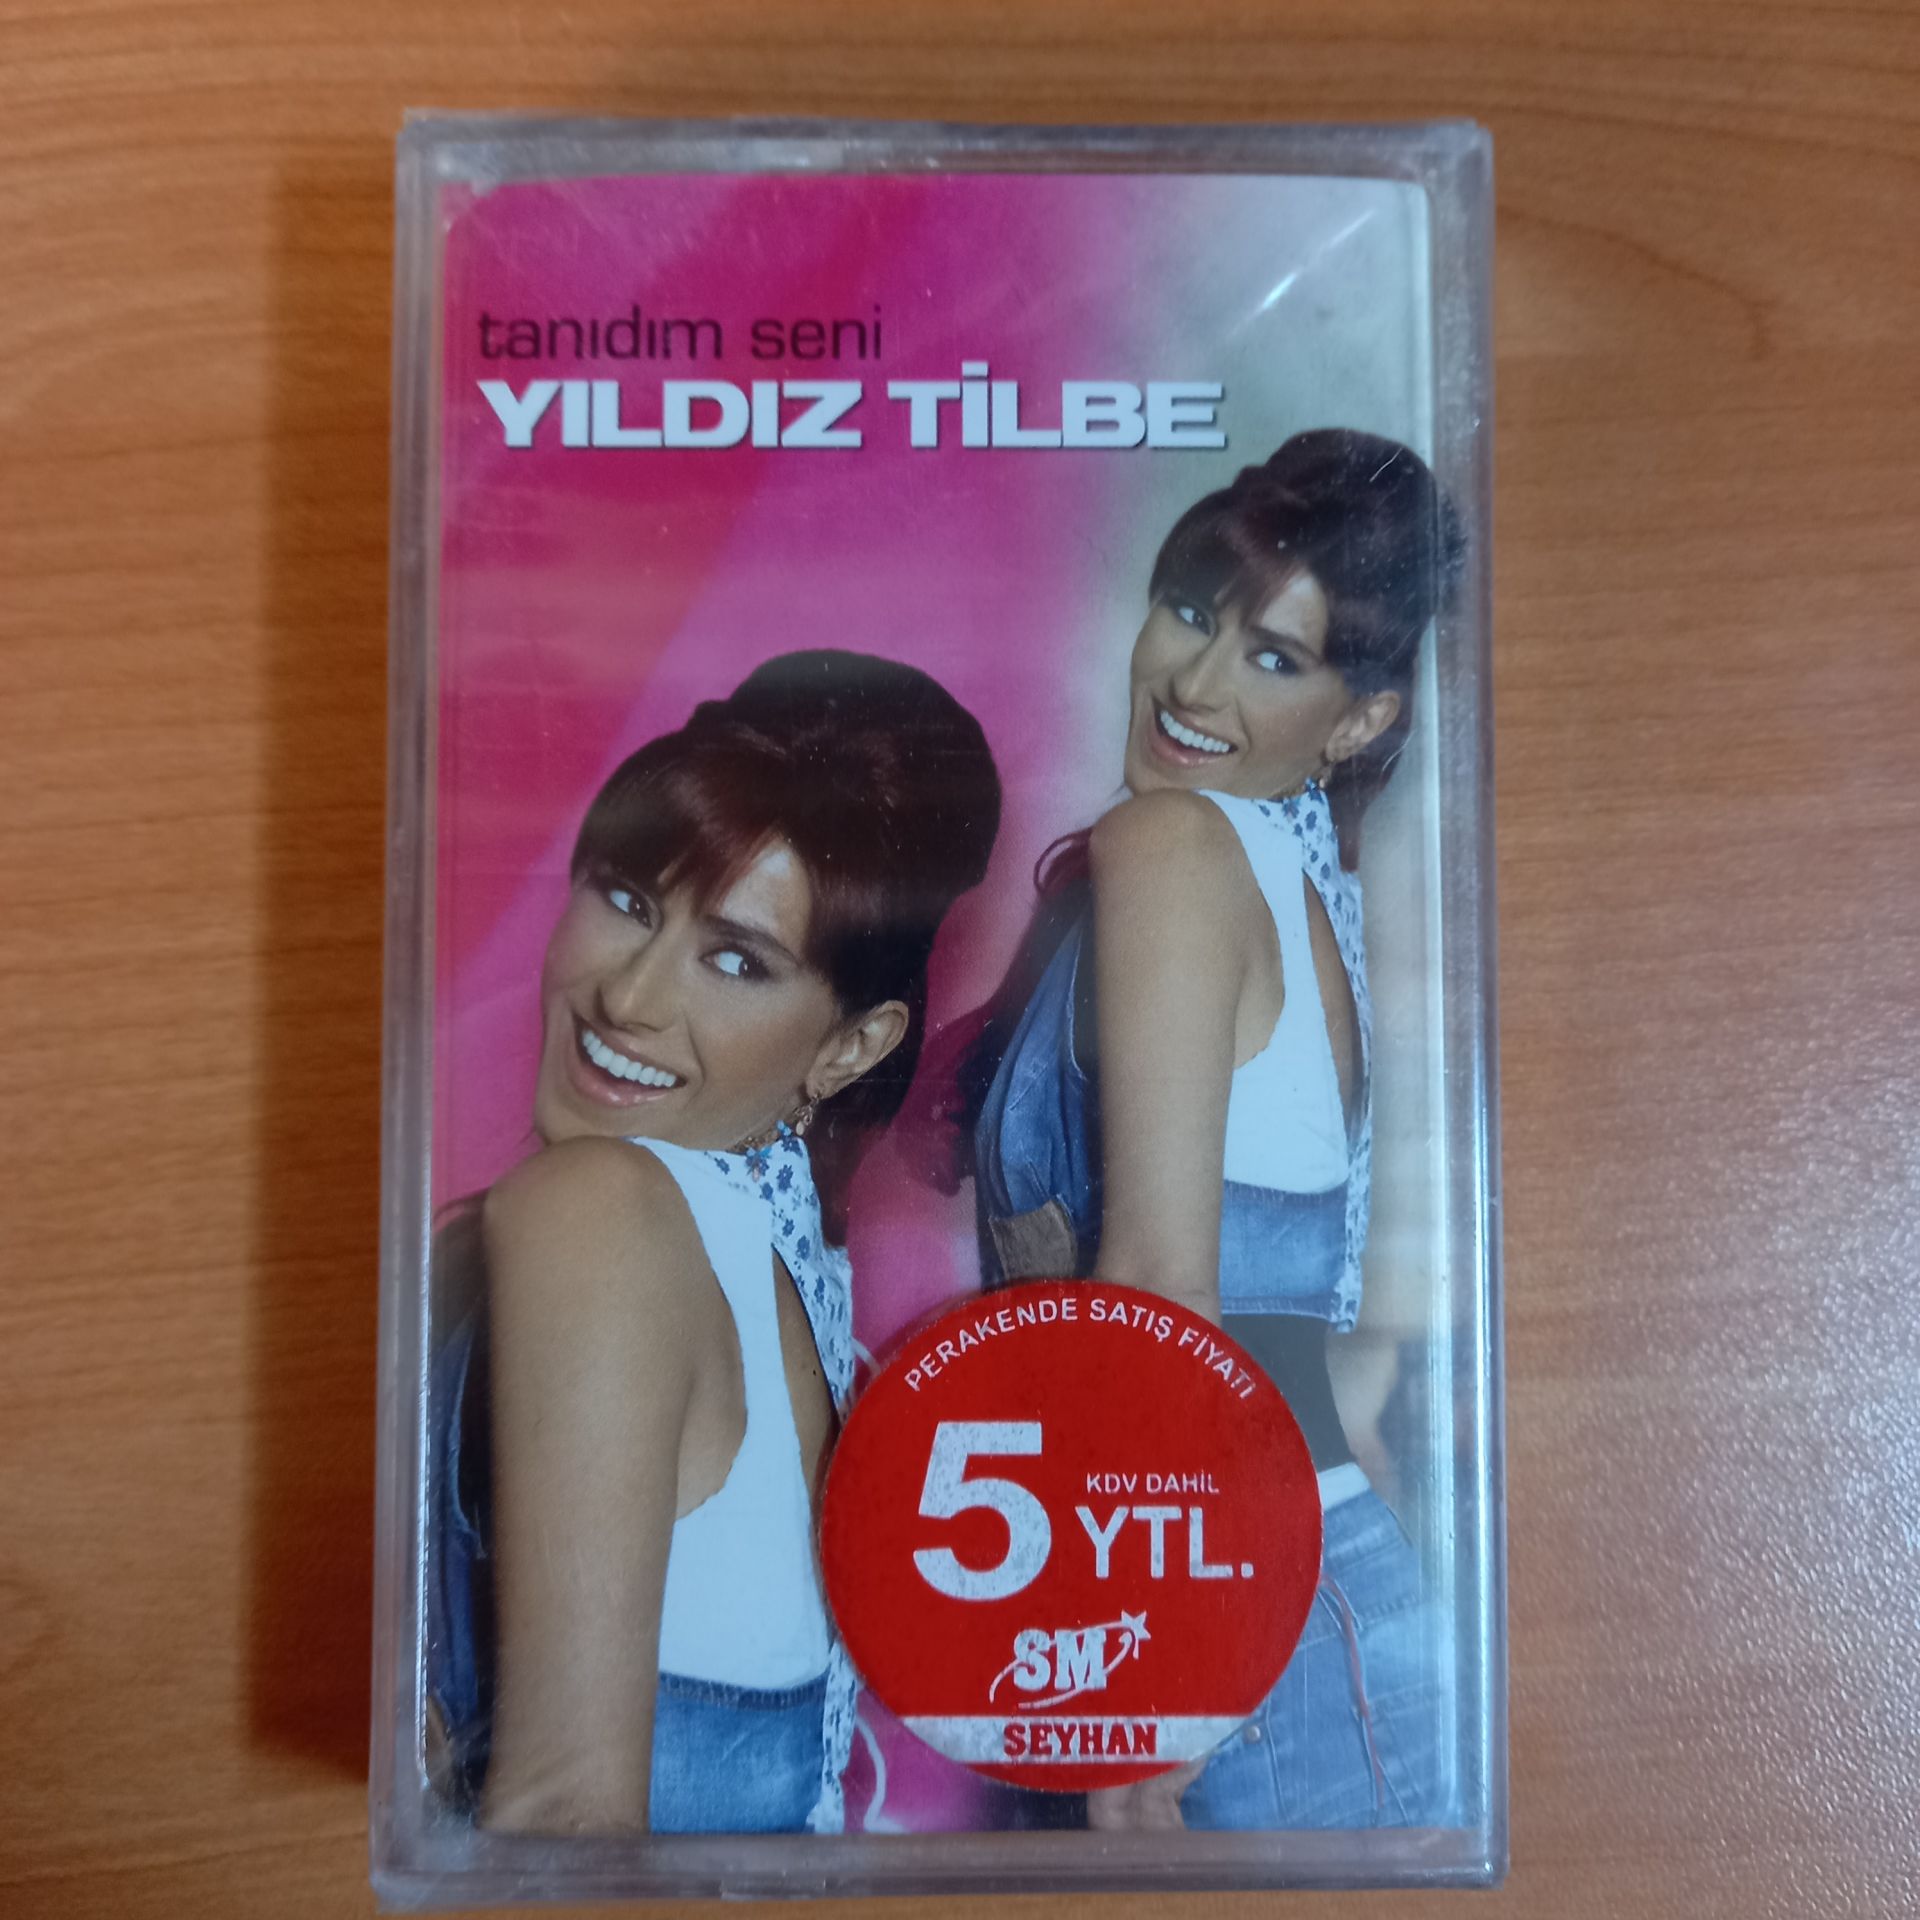 tanıdım seni
YILDIZ TİLBE
PERAKENDE SATIŞ FİYATI
5 KDV DAHİL
YTL.
SM
SEYHAN